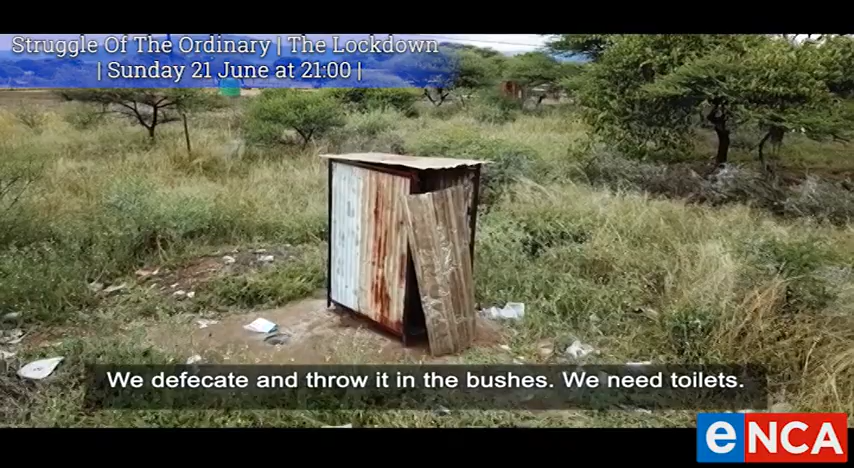 Struggle Of The Ordinary | The Lockdown
| Sunday 21 June at 21:00 |
We defecate and throw it in the bushes. We need toilets.
eNCA